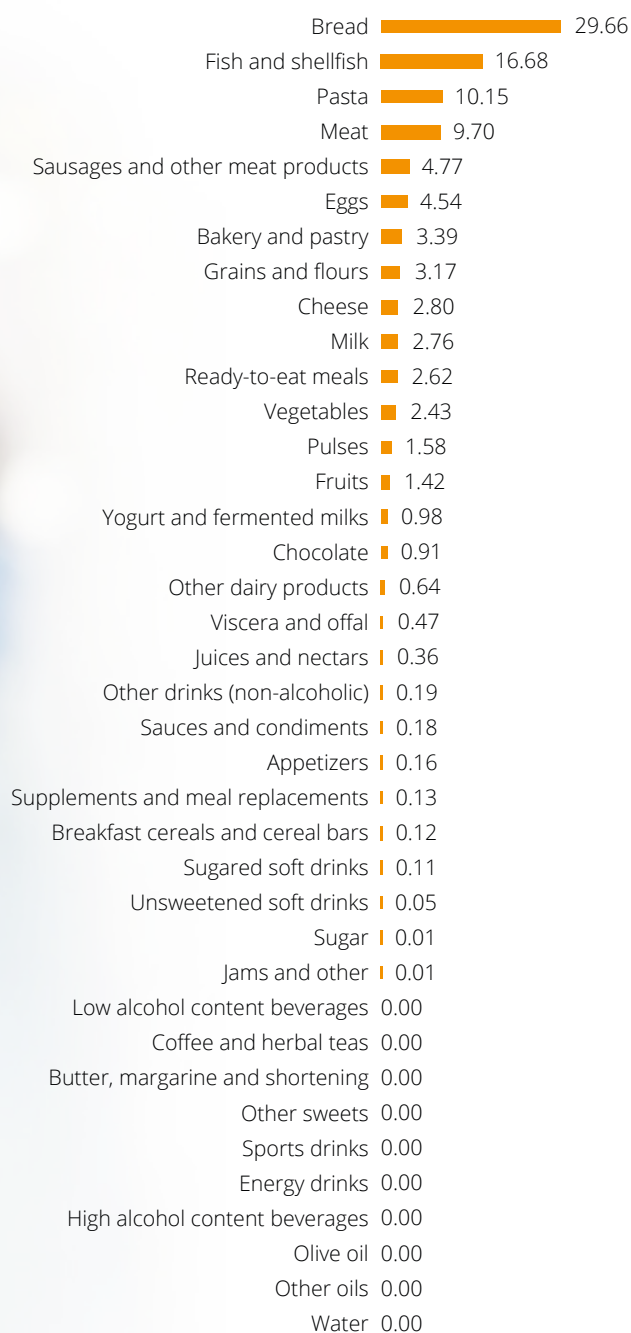 Bread 29.66
Fish and shellfish 16.68
Pasta 10.15
Meat 9.70
Sausages and other meat products 4.77
Eggs 4.54
Bakery and pastry 3.39
Grains and flours 3.17
Cheese 2.80
Milk 2.76
Ready-to-eat meals 2.62
Vegetables 2.43
Pulses 1.58
Fruits 1.42
Yogurt and fermented milks 0.98
Chocolate 0.91
Other dairy products 0.64
Viscera and offal 0.47
Juices and nectars 0.36
Other drinks (non-alcoholic) 0.19
Sauces and condiments 0.18
Appetizers 0.16
Supplements and meal replacements 0.13
Breakfast cereals and cereal bars 0.12
Sugared soft drinks 0.11
Unsweetened soft drinks 0.05
Sugar 0.01
Jams and other 0.01
Low alcohol content beverages 0.00
Coffee and herbal teas 0.00
Butter, margarine and shortening 0.00
Other sweets 0.00
Sports drinks 0.00
Energy drinks 0.00
High alcohol content beverages 0.00
Olive oil 0.00
Other oils 0.00
Water 0.00